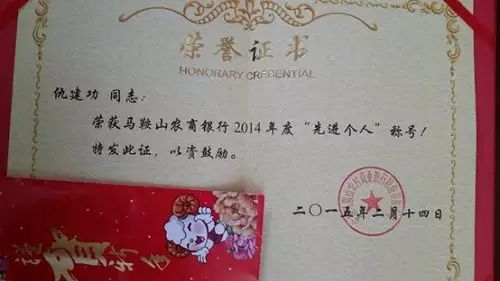 荣誉证书
HONORARY CREDENTIAL
仇建功 同志：
荣获马鞍山农商银行2014年度“先进个人”称号！
特发此证，以资鼓励。
二〇一五年二月十四日